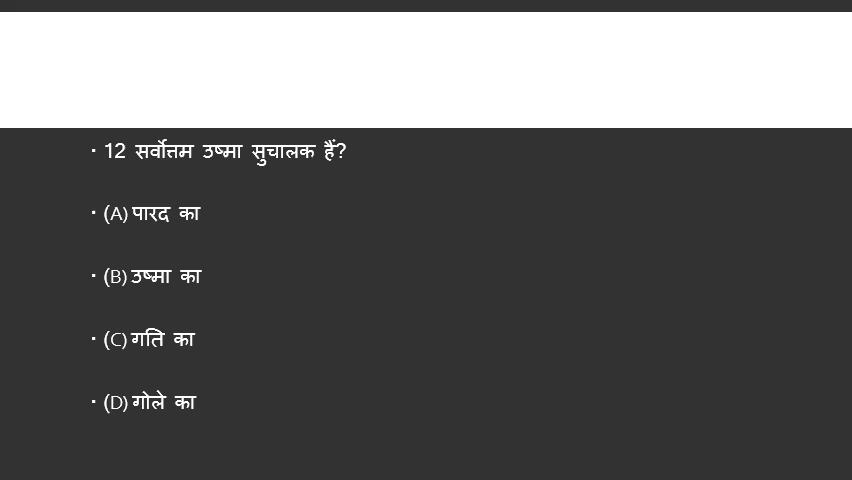 · 12 सर्वोत्तम उष्मा सुचालक हैं?
· (A) पारद का
· (B) उष्मा का
· (C) गति का
· (D) गोले का